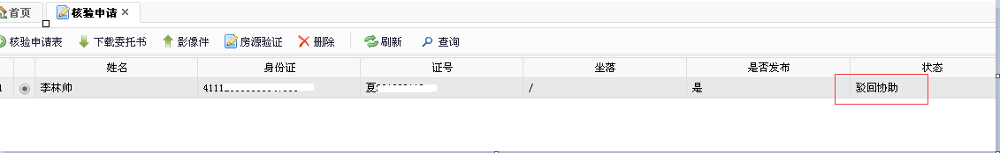 首页 核验申请
核验申请表 下载委托书 影像件 房源验证 删除 刷新 查询
姓名 身份证 证号 坐落 是否发布 状态
李林帅 4111 夏 / 是 驳回协助